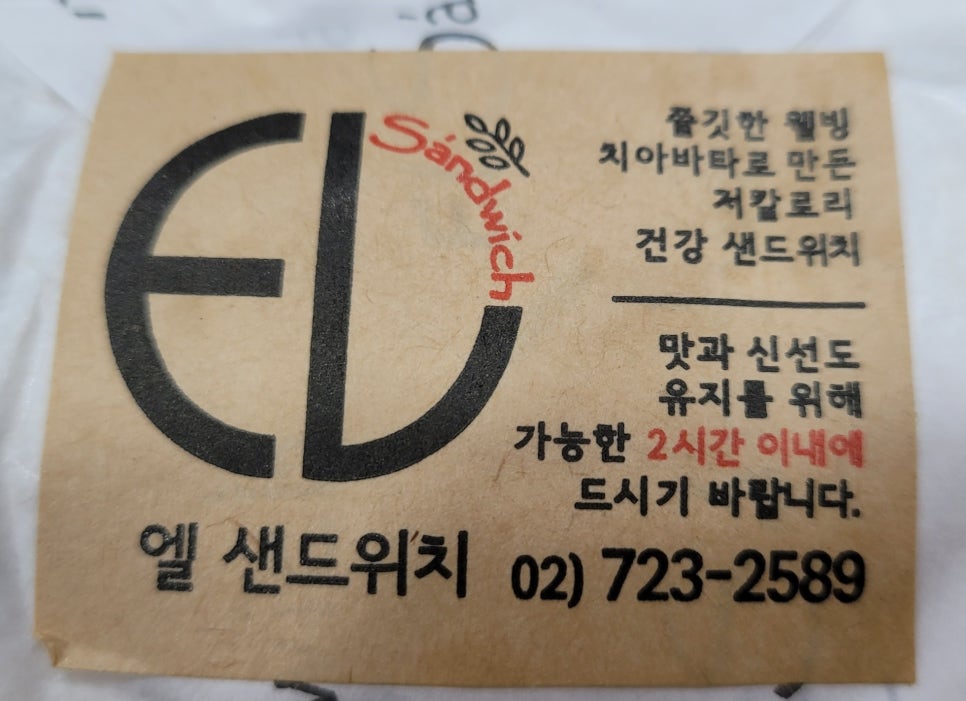 EL
Sándwich
엘 샌드위치
쫄깃한 웰빙
치아바타로 만든
저칼로리
건강 샌드위치
맛과 신선도
유지를 위해
가능한 2시간 이내에
드시기 바랍니다.
02) 723-2589